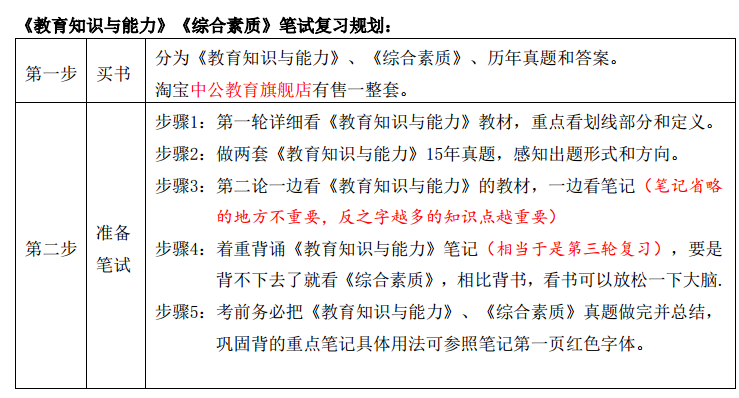 《教育知识与能力》《综合素质》笔试复习规划：
第一步
买书
分为《教育知识与能力》、《综合素质》、历年真题和答案。
淘宝中公教育旗舰店有售一整套。
第二步
准备
笔试
步骤1：第一轮详细看《教育知识与能力》教材，重点看划线部分和定义。
步骤2：做两套《教育知识与能力》15年真题，感知出题形式和方向。
步骤3：第二论一边看《教育知识与能力》的教材，一边看笔记（笔记省略
的地方不重要，反之字越多的知识点越重要）
步骤4：着重背诵《教育知识与能力》笔记（相当于是第三轮复习），要是
背不下去了就看《综合素质》，相比背书，看书可以放松一下大脑.
步骤5：考前务必把《教育知识与能力》、《综合素质》真题做完并总结，
巩固背的重点笔记具体用法可参照笔记第一页红色字体。